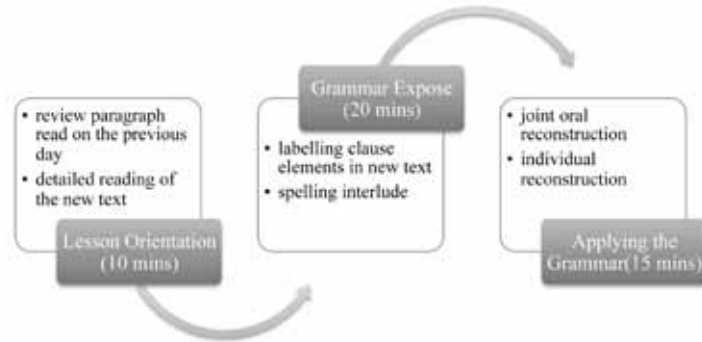 • review paragraph
read on the previous
day
• detailed reading of
the new text
Lesson Orientation
(10 mins)
Grammar Expose
(20 mins)
• labelling clause
elements in new text
• spelling interlude
• joint oral
reconstruction
• individual
reconstruction
Applying the
Grammar(15 mins)